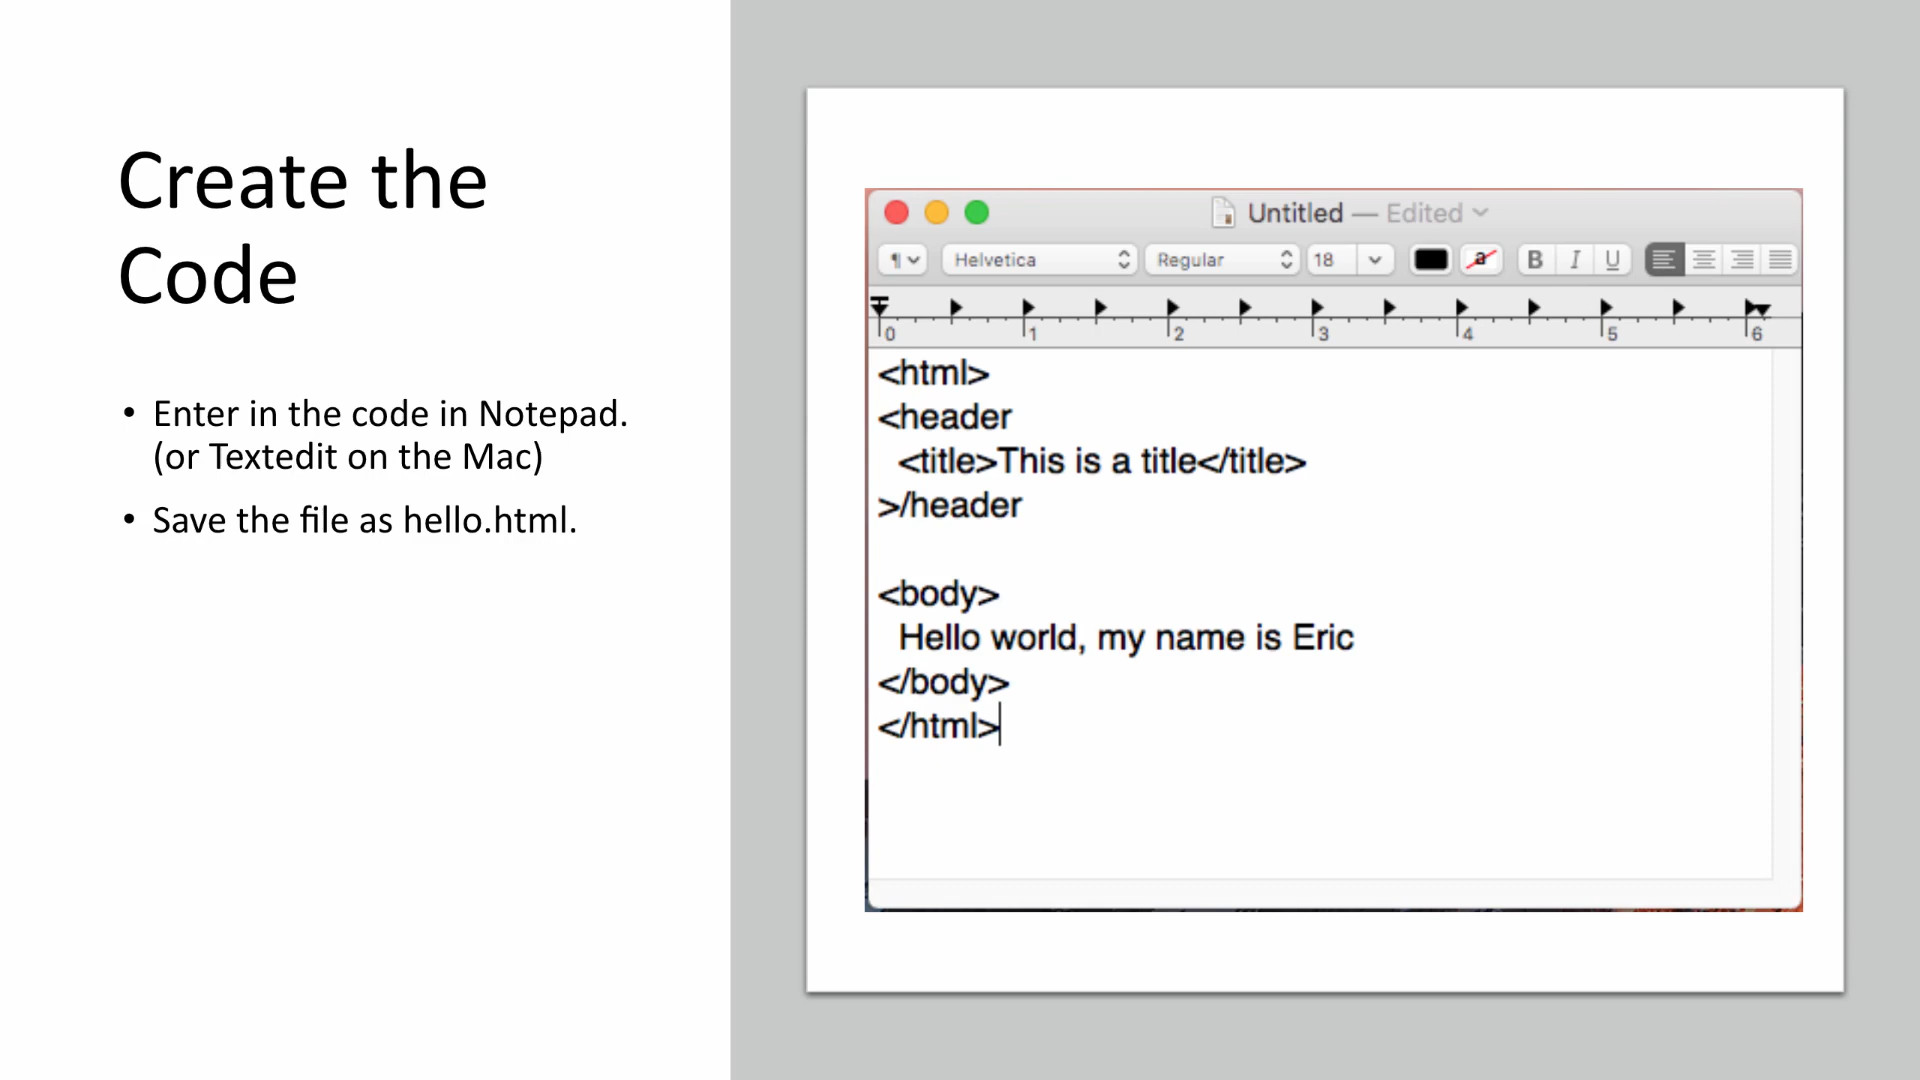 Create the
Code
• Enter in the code in Notepad.
(or Textedit on the Mac)
• Save the file as hello.html.
Untitled — Edited
¶ Helvetica Regular 18 a B I U
0 1 2 3 4 5 6
<html>
<header
<title>This is a title</title>
>/header
<body>
Hello world, my name is Eric
</body>
</html>